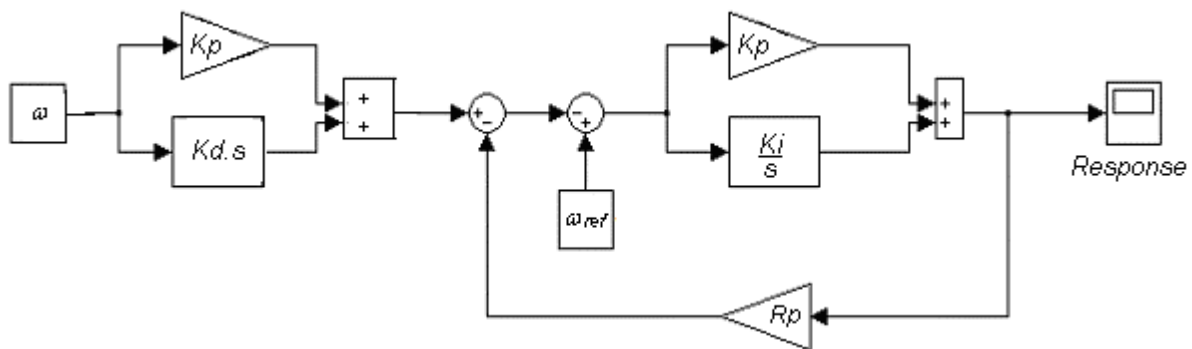 Kp
Kp
ω
+
+
+
−
−
+
+
+
Kd.s
Ki
s
Response
ωref
Rp